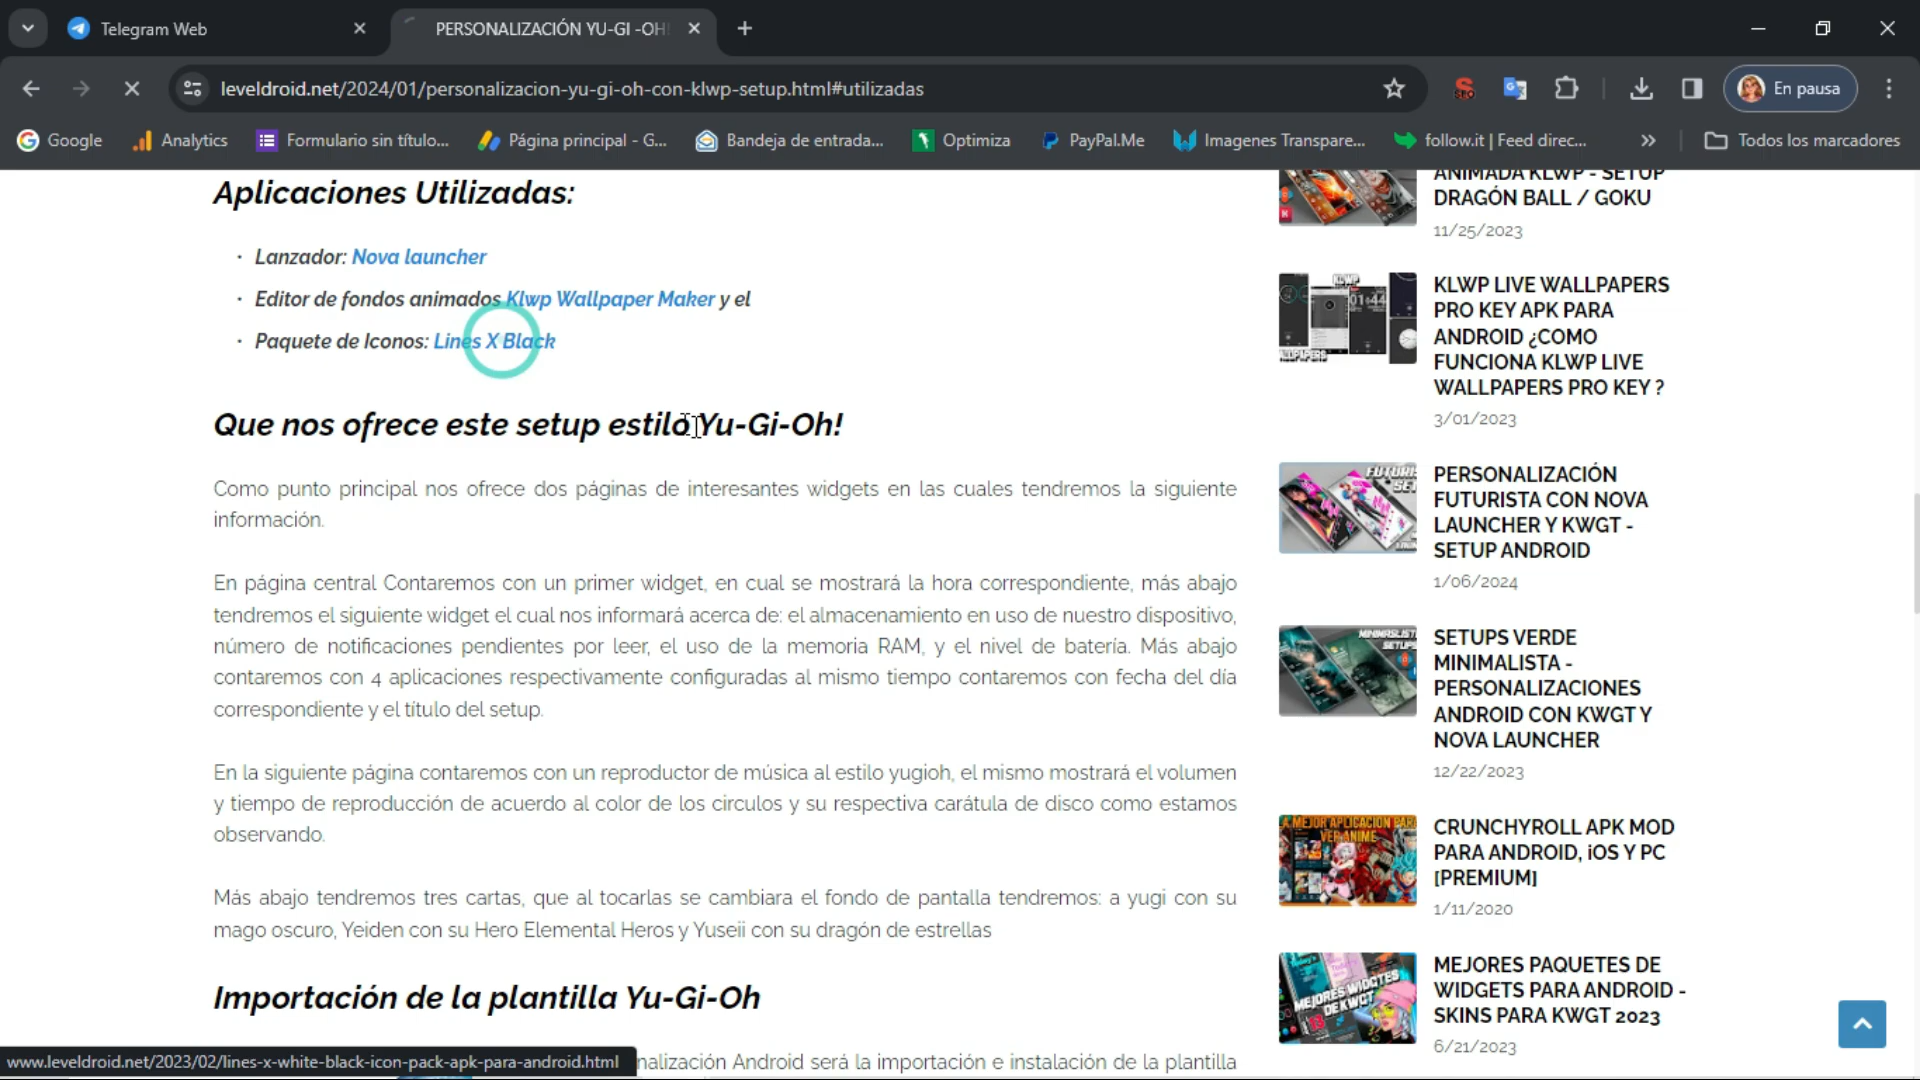 Telegram Web
PERSONALIZACIÓN YU-GI -OH
leveldroid.net/2024/01/personalizacion-yu-gi-oh-con-klwp-setup.html#utilizadas
SEO
En pausa
Google
Analytics
Formulario sin título...
Página principal - G...
Bandeja de entrada...
Optimiza
PayPal.Me
Imagenes Transpare...
follow.it | Feed direc...
»
Todos los marcadores
Aplicaciones Utilizadas:
· Lanzador: Nova launcher
· Editor de fondos animados Klwp Wallpaper Maker y el
· Paquete de Iconos: Lines X Black
Que nos ofrece este setup estilo Yu-Gi-Oh!
Como punto principal nos ofrece dos páginas de interesantes widgets en las cuales tendremos la siguiente
información.
En página central Contaremos con un primer widget, en cual se mostrará la hora correspondiente, más abajo
tendremos el siguiente widget el cual nos informará acerca de: el almacenamiento en uso de nuestro dispositivo,
número de notificaciones pendientes por leer, el uso de la memoria RAM, y el nivel de batería. Más abajo
contaremos con 4 aplicaciones respectivamente configuradas al mismo tiempo contaremos con fecha del día
correspondiente y el título del setup.
En la siguiente página contaremos con un reproductor de música al estilo yugioh, el mismo mostrará el volumen
y tiempo de reproducción de acuerdo al color de los circulos y su respectiva carátula de disco como estamos
observando.
Más abajo tendremos tres cartas, que al tocarlas se cambiara el fondo de pantalla tendremos: a yugi con su
mago oscuro, Yeiden con su Hero Elemental Heros y Yuseii con su dragón de estrellas
Importación de la plantilla Yu-Gi-Oh
nalización Android será la importación e instalación de la plantilla
www.leveldroid.net/2023/02/lines-x-white-black-icon-pack-apk-para-android.html
ANIMADA KLWP - SETUP
DRAGÓN BALL / GOKU
11/25/2023
KLWP
01:44
KLWP LIVE WALLPAPERS
PRO KEY APK PARA
ANDROID ¿COMO
FUNCIONA KLWP LIVE
WALLPAPERS PRO KEY ?
3/01/2023
PERSONALIZACIÓN
FUTURISTA CON NOVA
LAUNCHER Y KWGT -
SETUP ANDROID
1/06/2024
SETUPS VERDE
MINIMALISTA -
PERSONALIZACIONES
ANDROID CON KWGT Y
NOVA LAUNCHER
12/22/2023
A MEJOR APLICACION PARA
VER ANIME
CRUNCHYROLL APK MOD
PARA ANDROID, iOS Y PC
[PREMIUM]
1/11/2020
MEJORES WIDGTES
DE KWGT
MEJORES PAQUETES DE
WIDGETS PARA ANDROID -
SKINS PARA KWGT 2023
6/21/2023